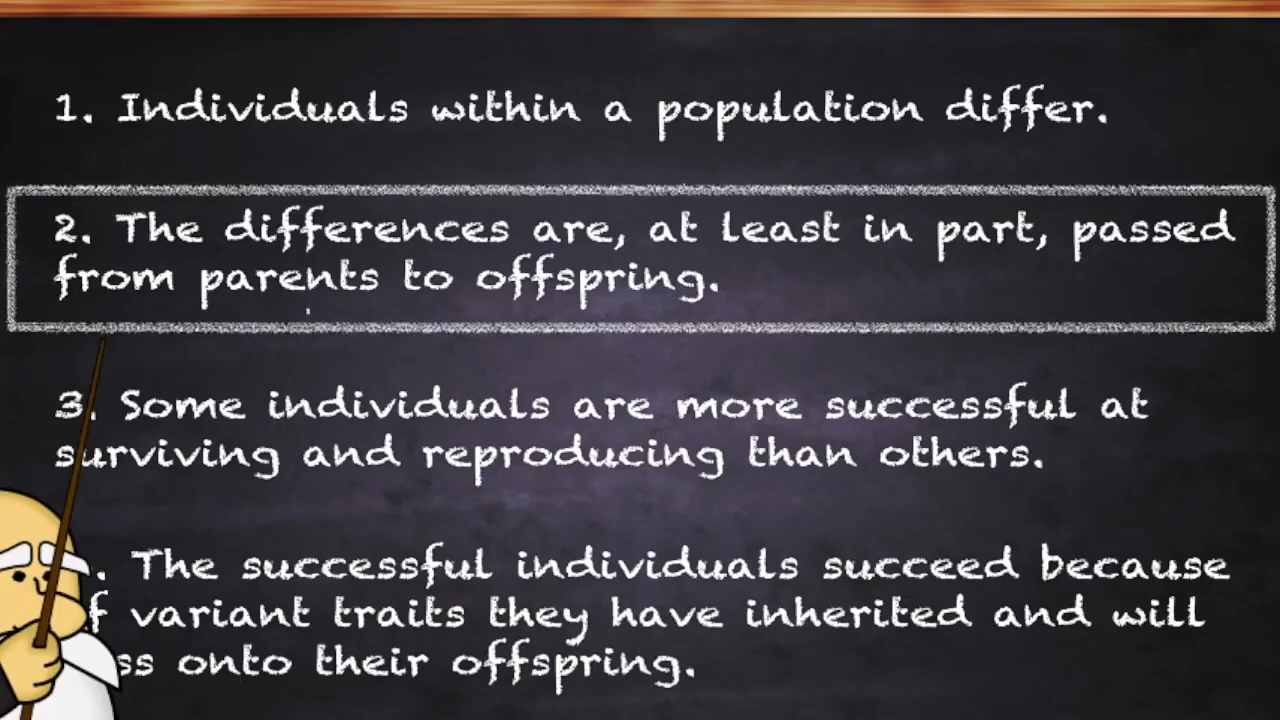 1. Individuals within a population differ.
2. The differences are, at least in part, passed
from parents to offspring.
3. Some individuals are more successful at
surviving and reproducing than others.
. The successful individuals succeed because
f variant traits they have inherited and will
ss onto their offspring.